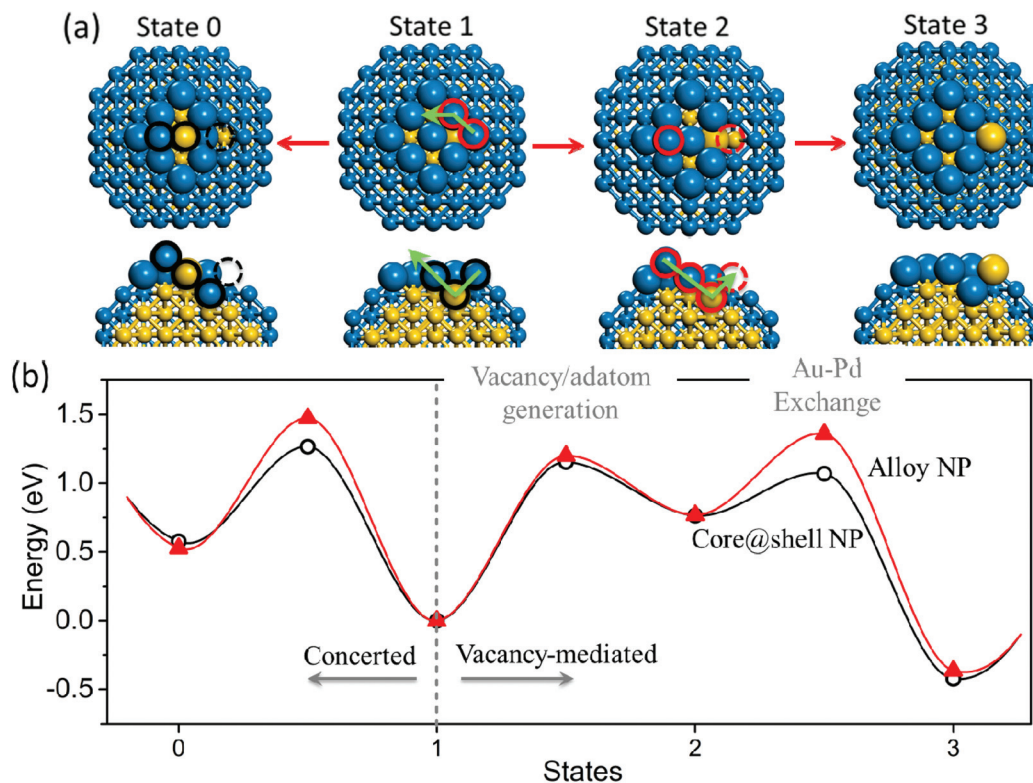 (a)
State 0
State 1
State 2
State 3
(b)
Vacancy/adatom
generation
Au-Pd
Exchange
Alloy NP
Core@shell NP
Concerted
Vacancy-mediated
Energy (eV)
1.5
1.0
0.5
0.0
-0.5
0
1
2
3
States